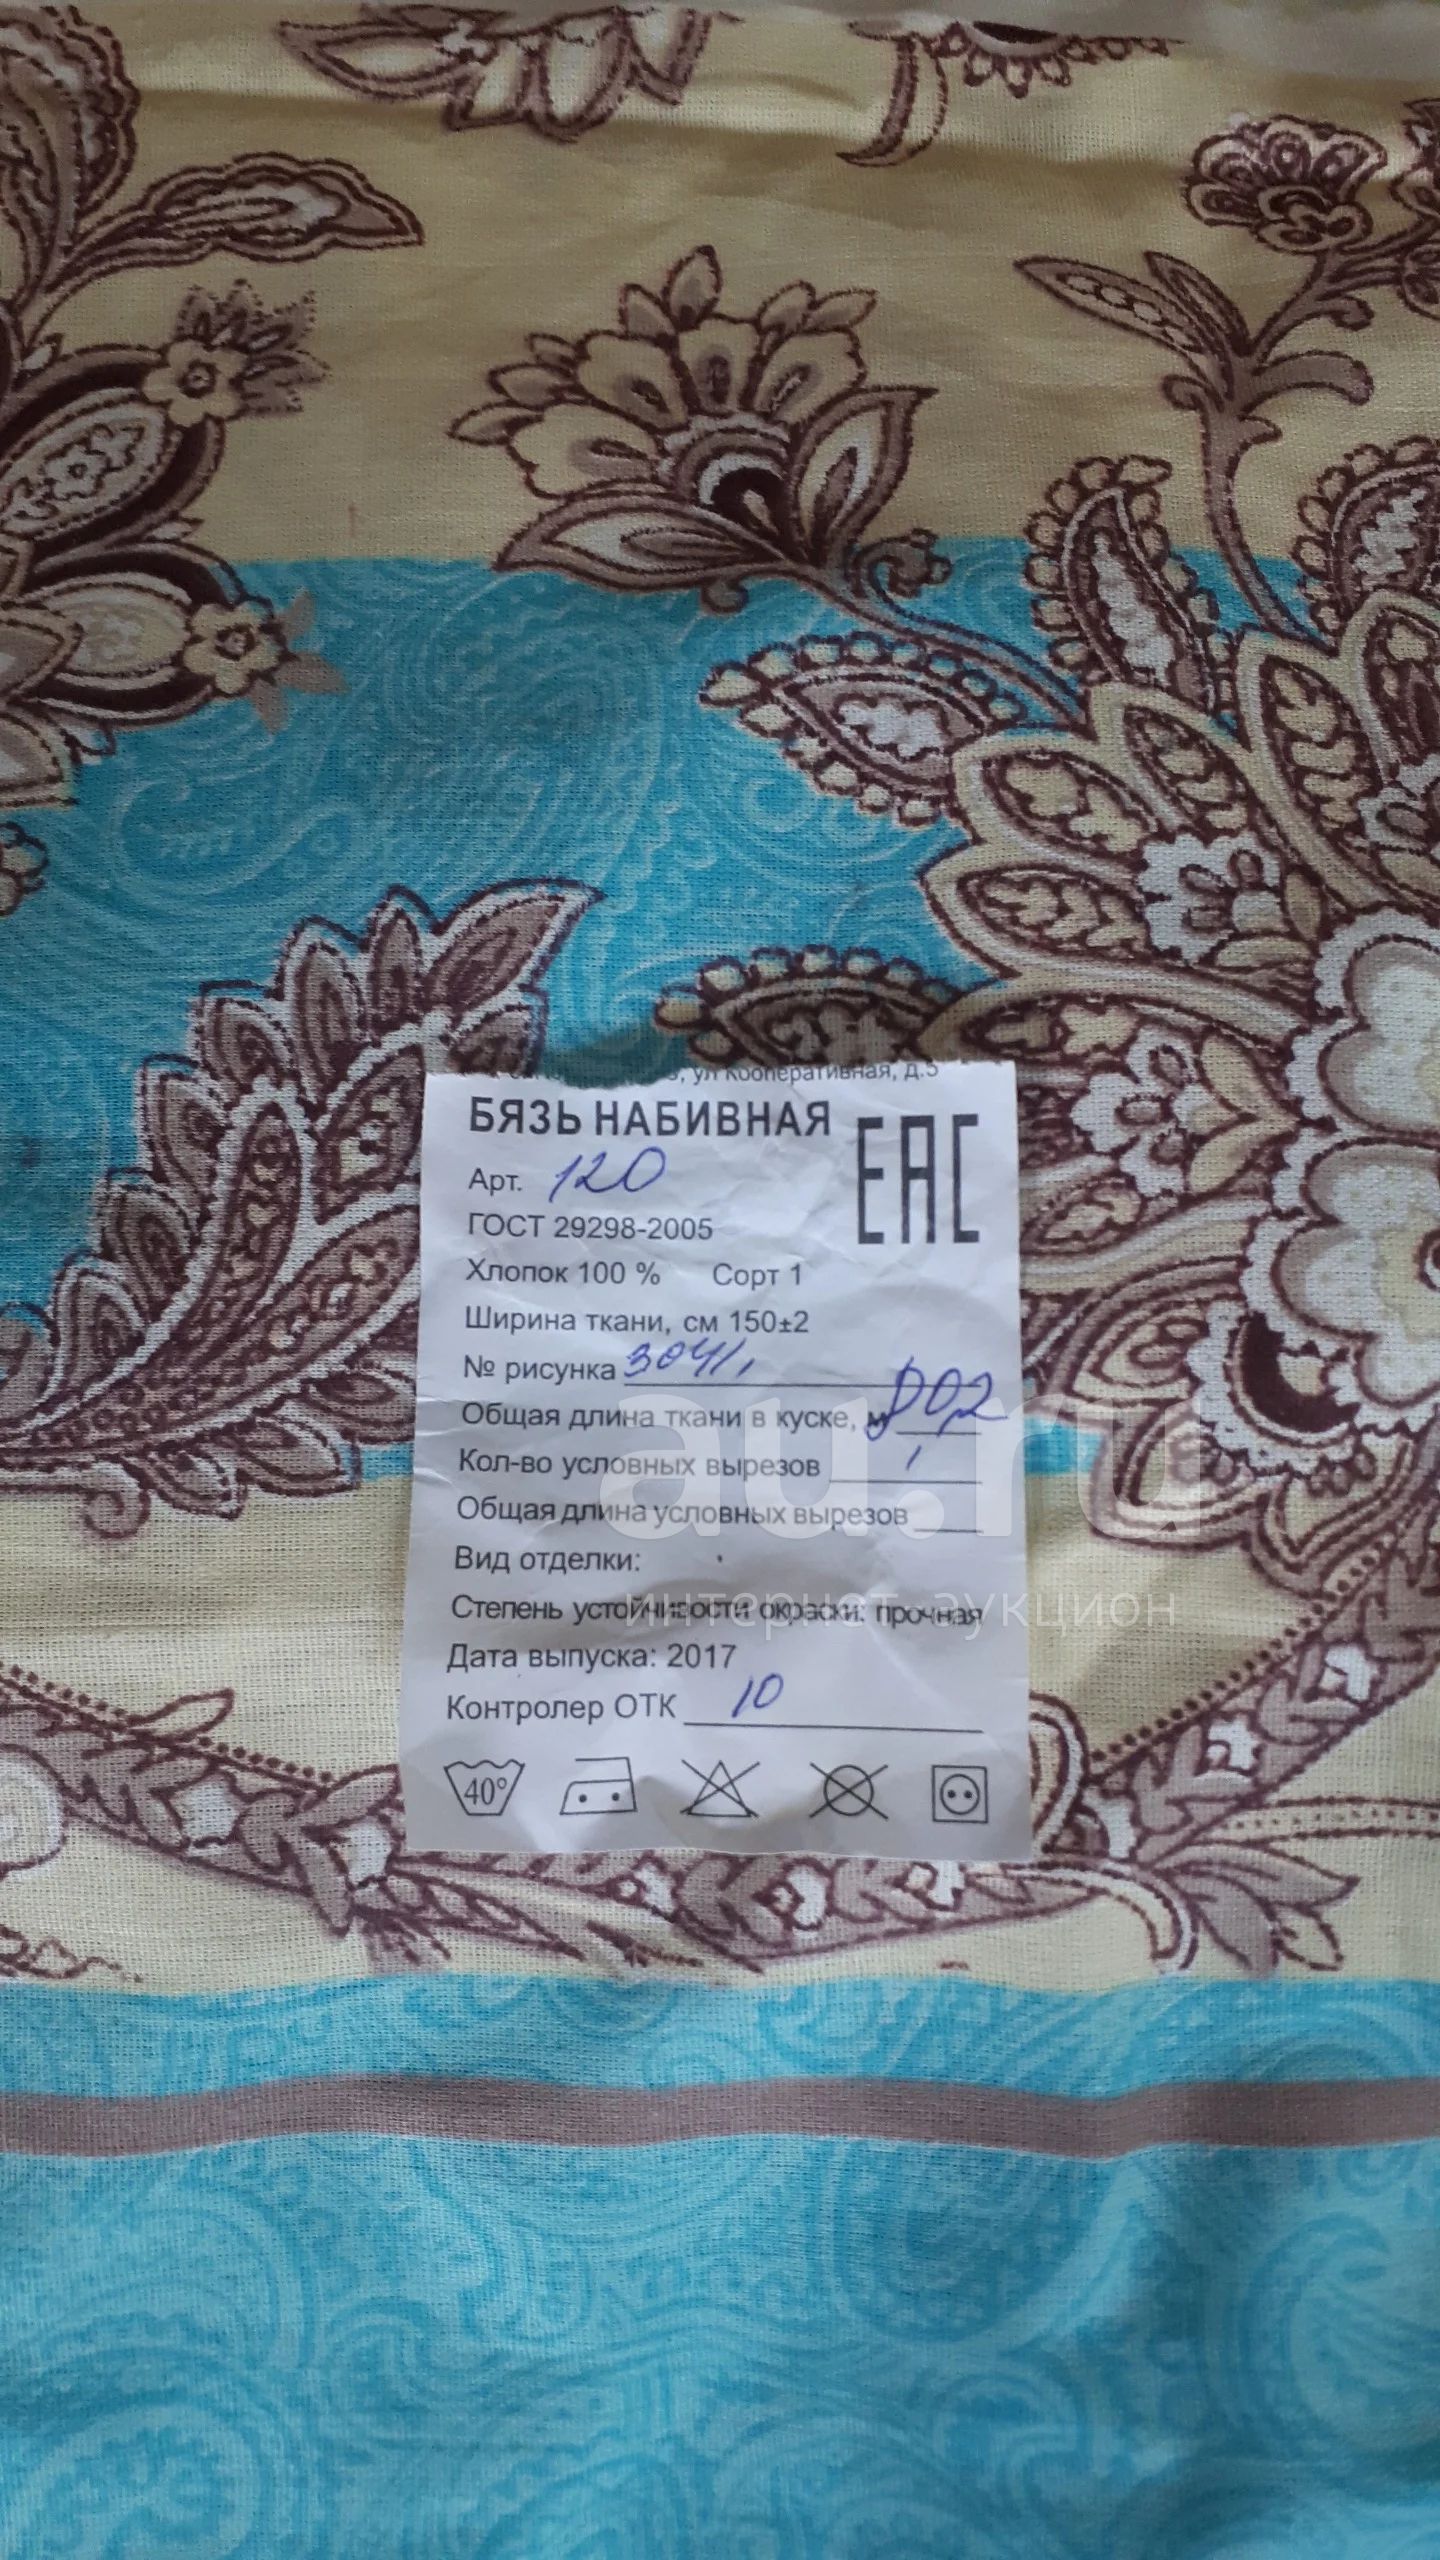 ул Кооперативная, д.5
БЯЗЬ НАБИВНАЯ
ЕАС
Арт. 120
ГОСТ 29298-2005
Хлопок 100 % Сорт 1
Ширина ткани, см 150±2
№ рисунка 3041/1
Общая длина ткани в куске, м
Кол-во условных вырезов
Общая длина условных вырезов
Вид отделки:
Степень устойчивости окраски: прочная
Дата выпуска: 2017
Контролер ОТК 10
40°
au.ru
интернет-аукцион